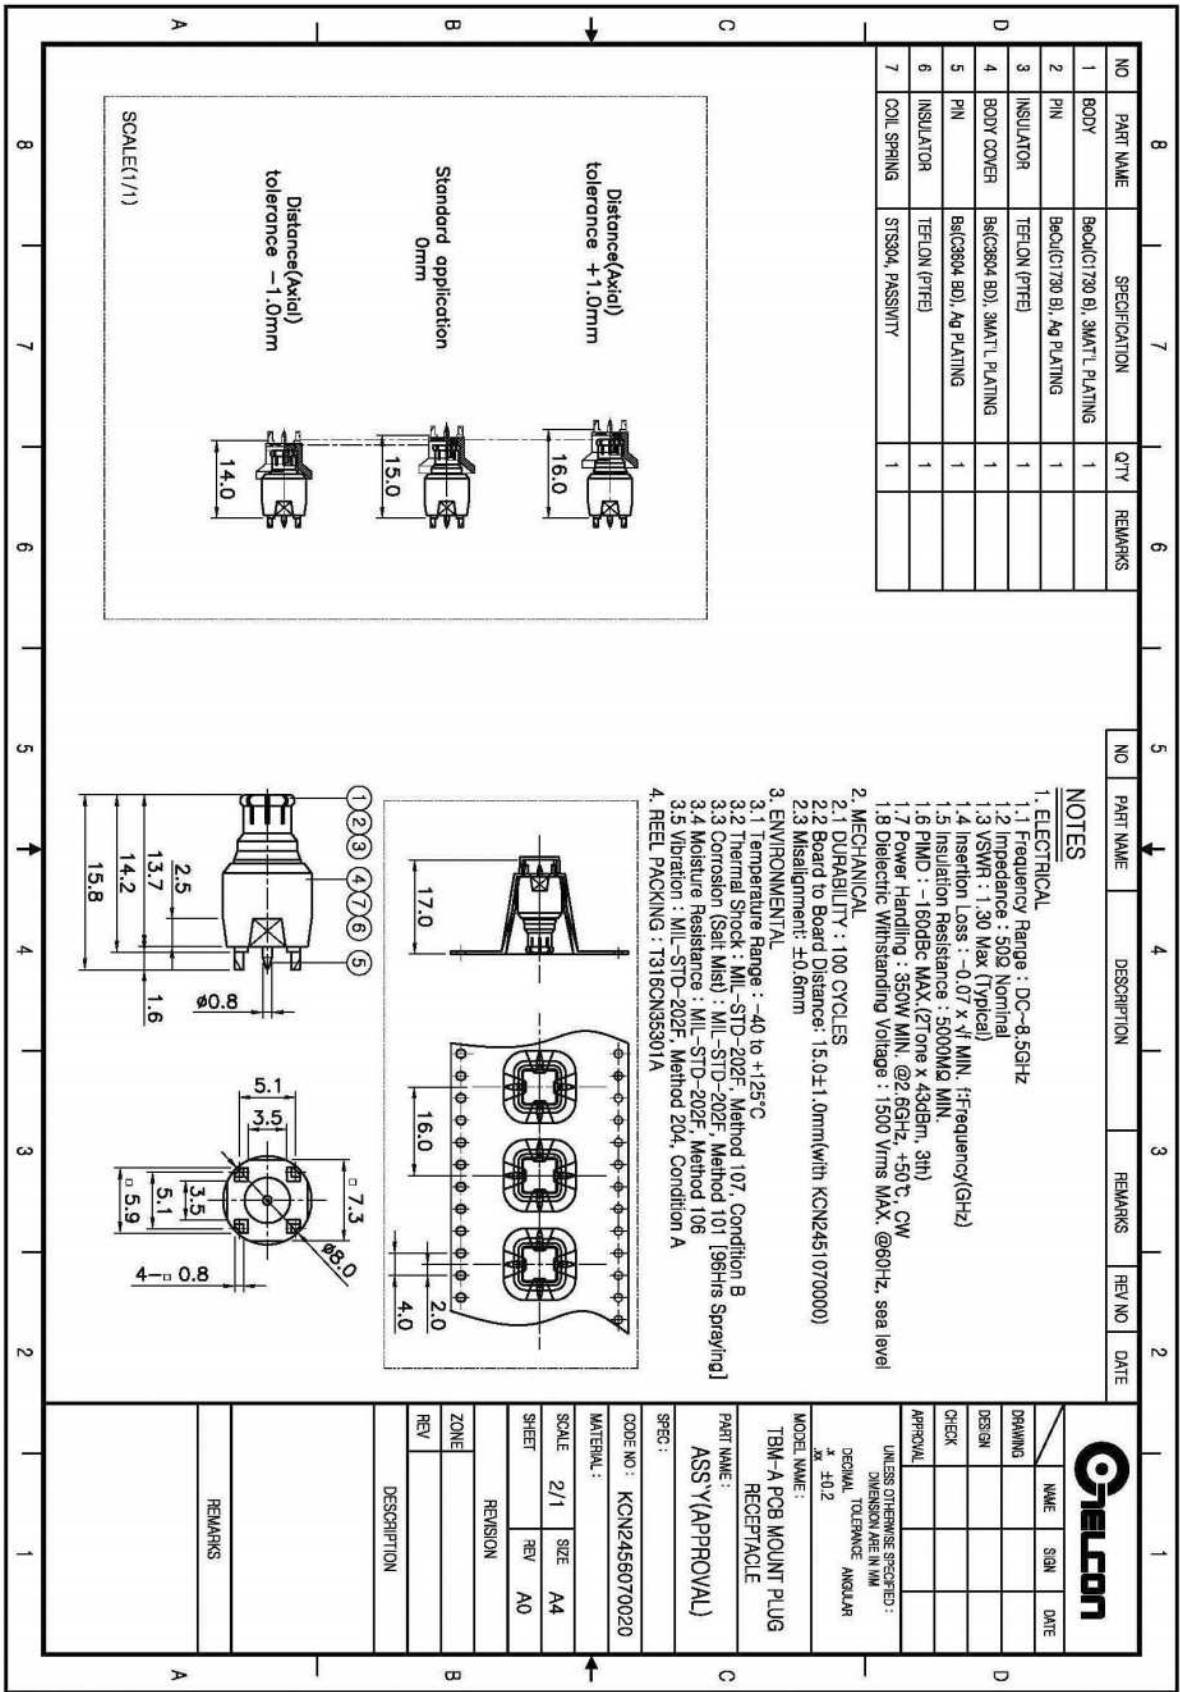 8
7
6
5
4
3
2
1
D
C
B
A
NO PART NAME SPECIFICATION Q'TY REMARKS
1 BODY BeCu(C1730 B), 3MAT'L PLATING 1
2 PIN BeCu(C1730 B), Ag PLATING 1
3 INSULATOR TEFLON (PTFE) 1
4 BODY COVER Bs(C3604 BD), 3MAT'L PLATING 1
5 PIN Bs(C3604 BD), Ag PLATING 1
6 INSULATOR TEFLON (PTFE) 1
7 COIL SPRING STS304, PASSIVITY 1
NO PART NAME DESCRIPTION REMARKS REV NO DATE
NOTES
1. ELECTRICAL
1.1 Frequency Range : DC~8.5GHz
1.2 Impedance : 50Ω Nominal
1.3 VSWR : 1.30 Max (Typical)
1.4 Insertion Loss : -0.07 x √f MIN. f:Frequency(GHz)
1.5 Insulation Resistance : 5000MΩ MIN.
1.6 PIMD : -160dBc MAX.(2Tone x 43dBm, 3th)
1.7 Power Handling : 350W MIN. @2.6GHz, +50℃, CW
1.8 Dielectric Withstanding Voltage : 1500 Vrms MAX. @60Hz, sea level
2. MECHANICAL
2.1 DURABILITY : 100 CYCLES
2.2 Board to Board Distance: 15.0±1.0mm(with KCN2451070000)
2.3 Misalignment: ±0.6mm
3. ENVIRONMENTAL
3.1 Temperature Range : -40 to +125°C
3.2 Thermal Shock : MIL-STD-202F, Method 107, Condition B
3.3 Corrosion (Salt Mist) : MIL-STD-202F, Method 101 [96Hrs Spraying]
3.4 Moisture Resistance : MIL-STD-202F, Method 106
3.5 Vibration : MIL-STD-202F, Method 204, Condition A
4. REEL PACKING : T316CN35301A
Distance(Axial)
tolerance +1.0mm
16.0
Standard application
0mm
15.0
Distance(Axial)
tolerance -1.0mm
14.0
SCALE(1/1)
17.0
16.0
2.0
4.0
1 2 3 4 7 6 5
2.5
13.7
14.2
15.8
1.6
ø0.8
5.1
3.5
□ 7.3
ø8.0
3.5
5.1
□ 5.9
4-□ 0.8
TELCON
NAME SIGN DATE
DRAWING
DESIGN
CHECK
APPROVAL
UNLESS OTHERWISE SPECIFIED :
DIMENSION ARE IN MM
TOLERANCE
DECIMAL ANGULAR
.X ±0.2
.XX
MODEL NAME :
TBM-A PCB MOUNT PLUG
RECEPTACLE
PART NAME :
ASS'Y(APPROVAL)
SPEC :
CODE NO : KCN2456070020
MATERIAL :
SCALE 2/1 SIZE A4
SHEET REV A0
REVISION
ZONE
REV
DESCRIPTION
REMARKS
D
C
B
A
8
7
6
5
4
3
2
1